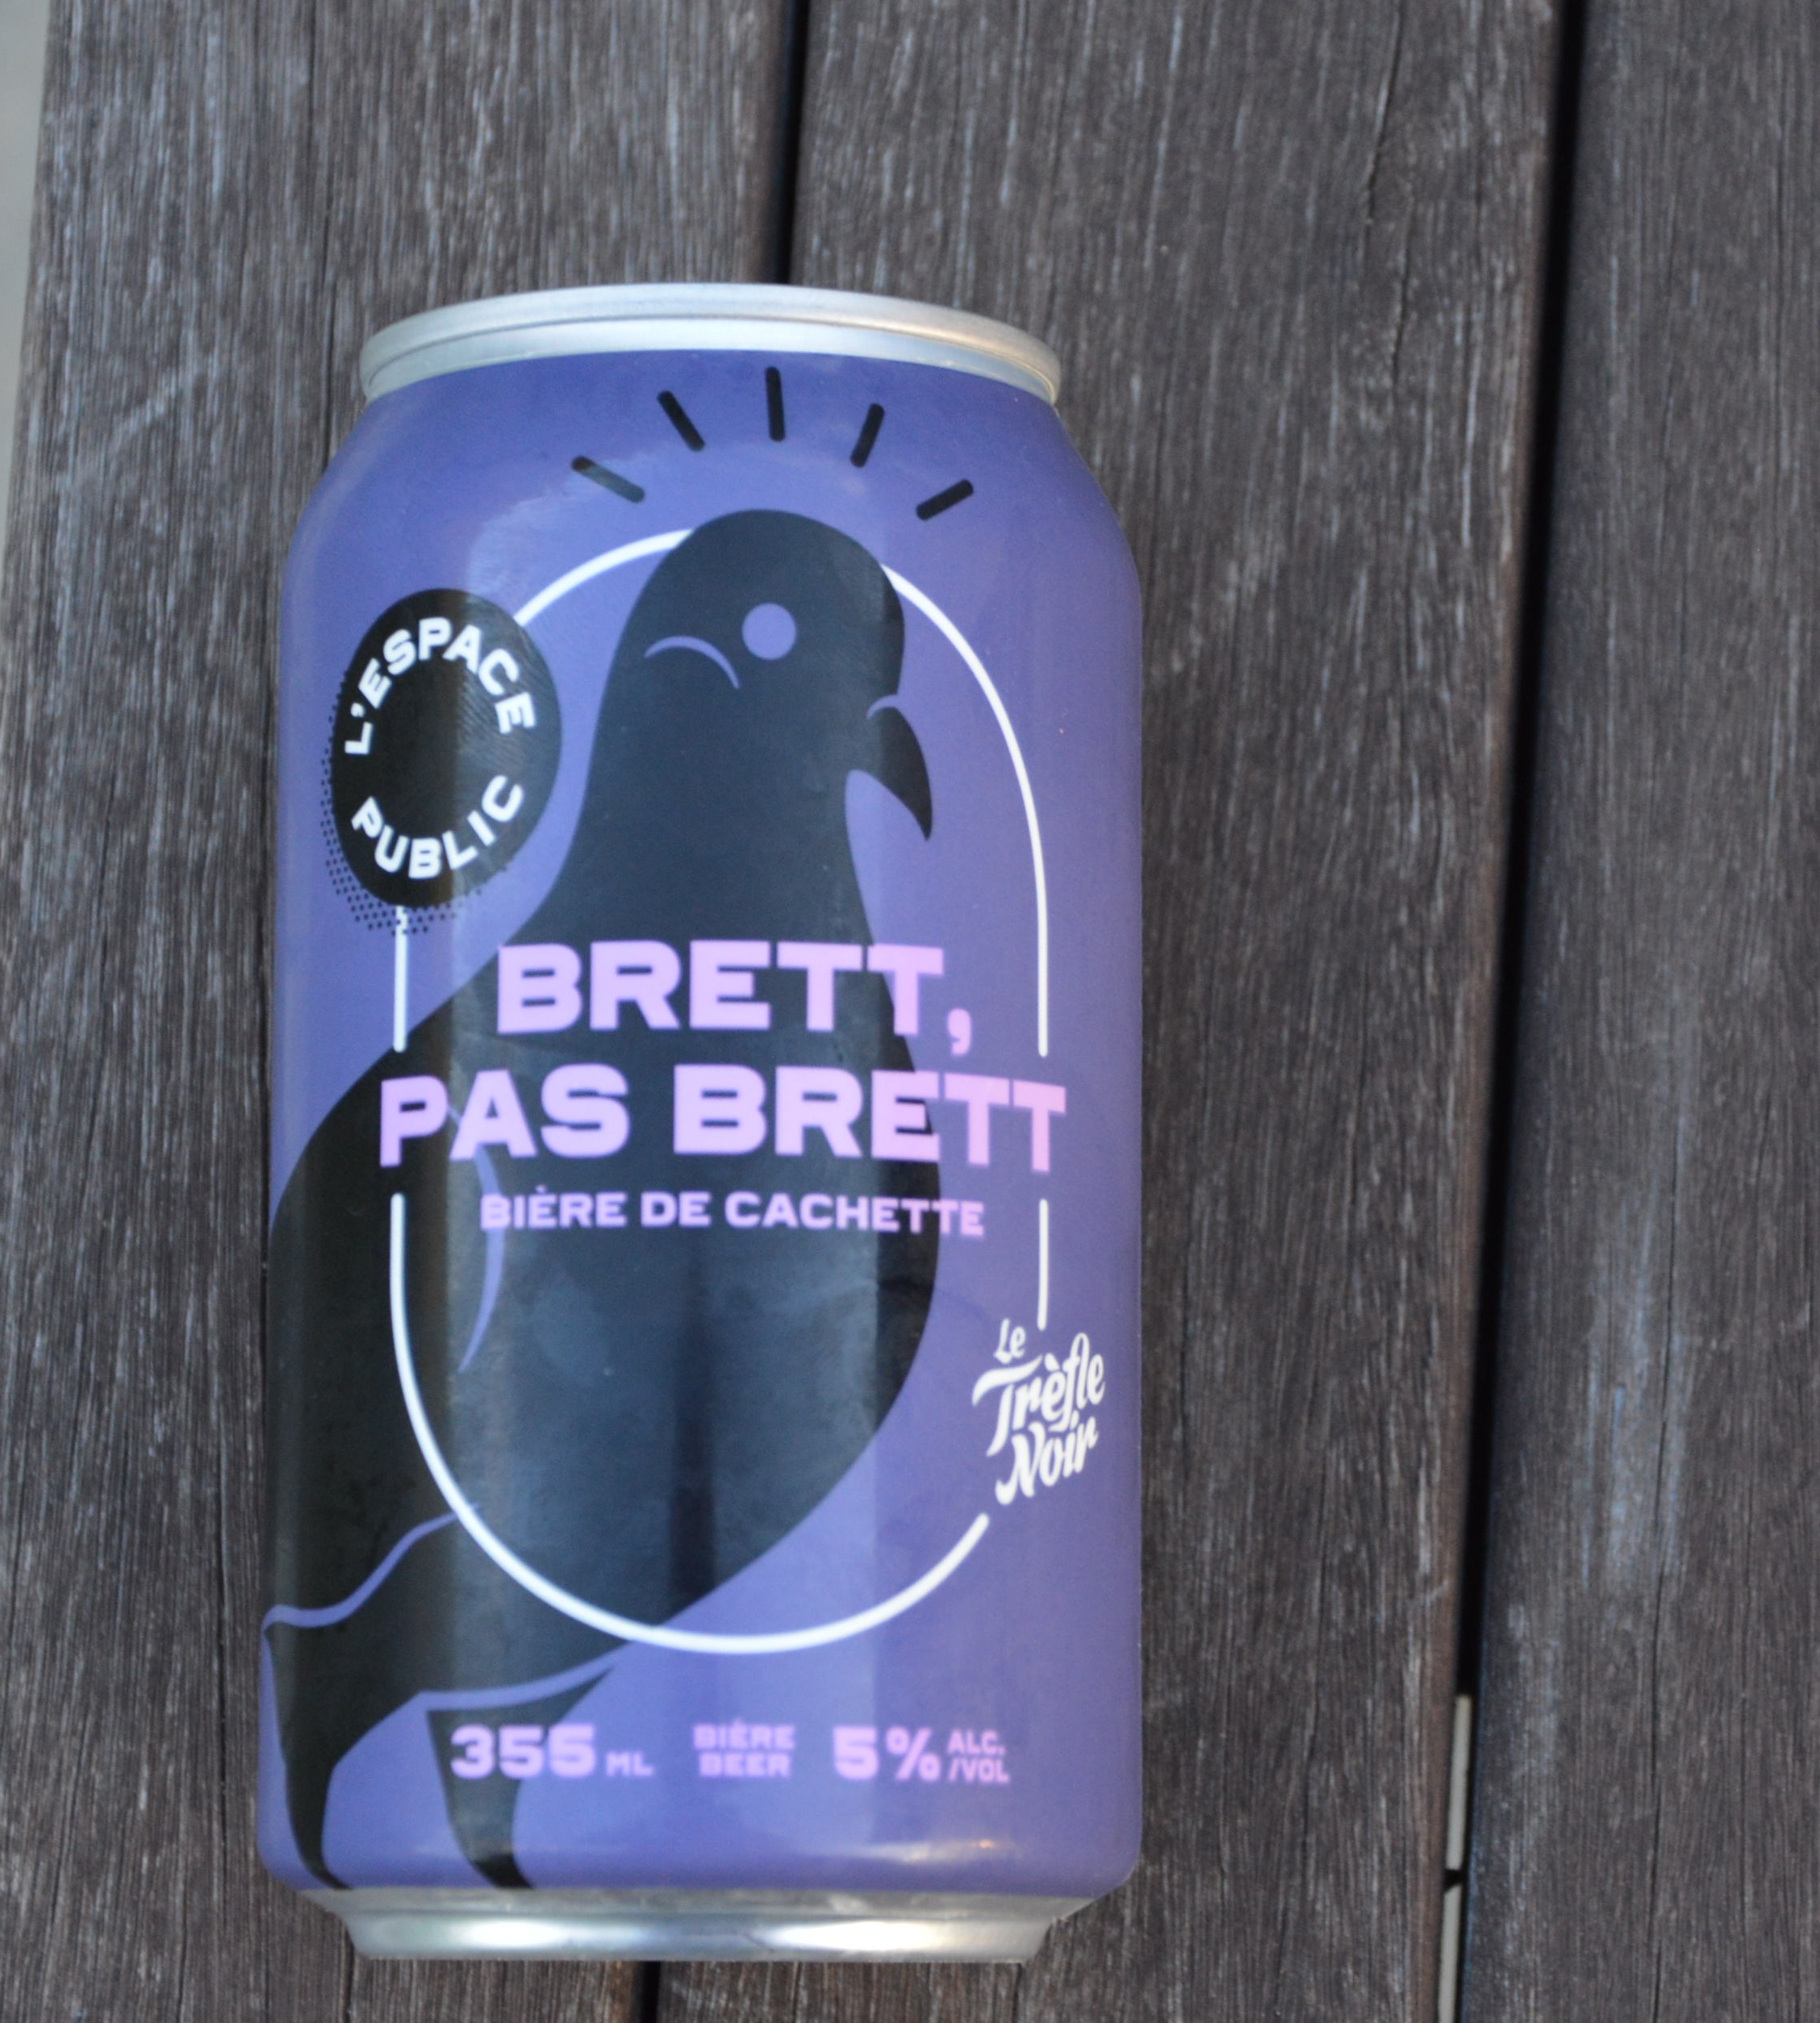 L'ESPACE
PUBLIC
BRETT,
PAS BRETT
BIÈRE DE CACHETTE
Le
Trèfle
Noir
355 ML BIÈRE BEER 5% ALC. /VOL